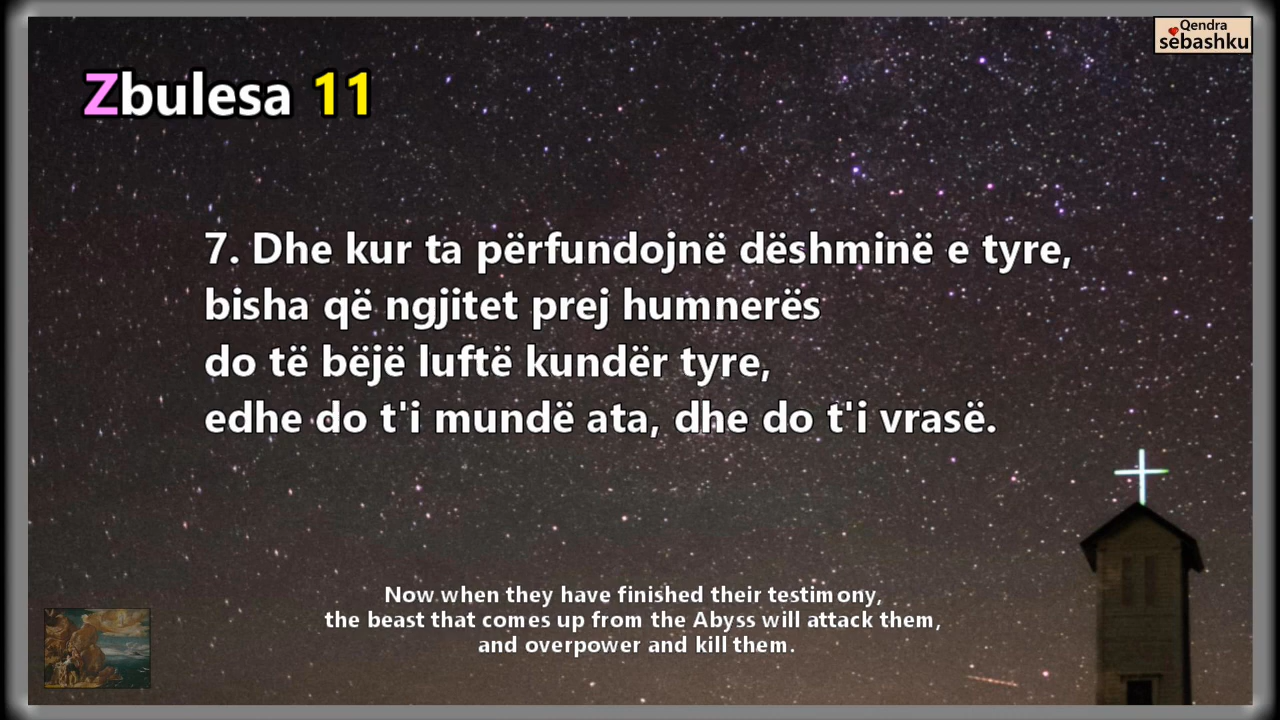 Qendra
sëbashku
Zbulesa 11
7. Dhe kur ta përfundojnë dëshminë e tyre,
bisha që ngjitet prej humnerës
do të bëjë luftë kundër tyre,
edhe do t'i mundë ata, dhe do t'i vrasë.
Now when they have finished their testimony,
the beast that comes up from the Abyss will attack them,
and overpower and kill them.